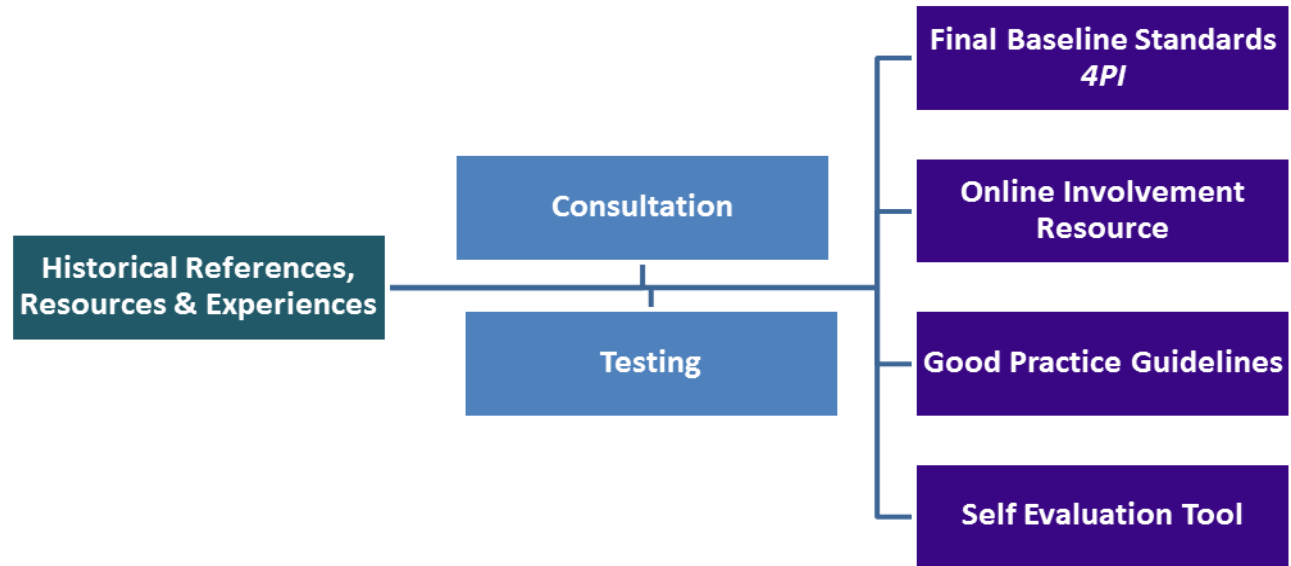 Historical References,
Resources & Experiences
Consultation
Testing
Final Baseline Standards
4PI
Online Involvement
Resource
Good Practice Guidelines
Self Evaluation Tool